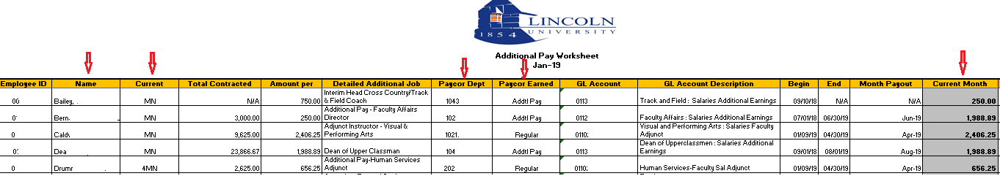 LINCOLN
1854 UNIVERSITY
Additional Pay Worksheet
Jan-19
Employee ID Name Current Total Contracted Amount per Detailed Additional Job Paycor Dept Paycor Earned GL Account GL Account Description Begin End Month Payout Current Month
00 Bailey, MN N/A 750.00 Interim Head Cross Country/Track & Field Coach 1043 Addtl Pay 0113 Track and Field : Salaries Additional Earnings 09/10/18 N/A N/A 250.00
0 Bern MN 3,000.00 250.00 Additional Pay - Faculty Affairs Director 102 Addtl Pay 0112 Faculty Affairs : Salaries Additional Earnings 07/01/18 06/30/19 Jun-19 1,988.89
0 MN 9,625.00 2,406.25 Adjunct Instructor - Visual & Performing Arts 1021. Regular 0110 Visual and Performing Arts : Salaries Faculty Adjunct 01/09/19 04/30/19 Apr-19 2,406.25
Dea MN 23,866.67 1,988.89 Dean of Upper Classman 104 Addtl Pay 0113 Dean of Upperclassmen : Salaries Additional Earnings 09/01/18 08/01/19 Aug-19 1,988.89
0 4MN 2,625.00 656.25 Additional Pay-Human Services Adjunct 202 Regular 0110 Human Services-Faculty Sal Adjunct 01/09/19 04/30/19 Apr-19 656.25